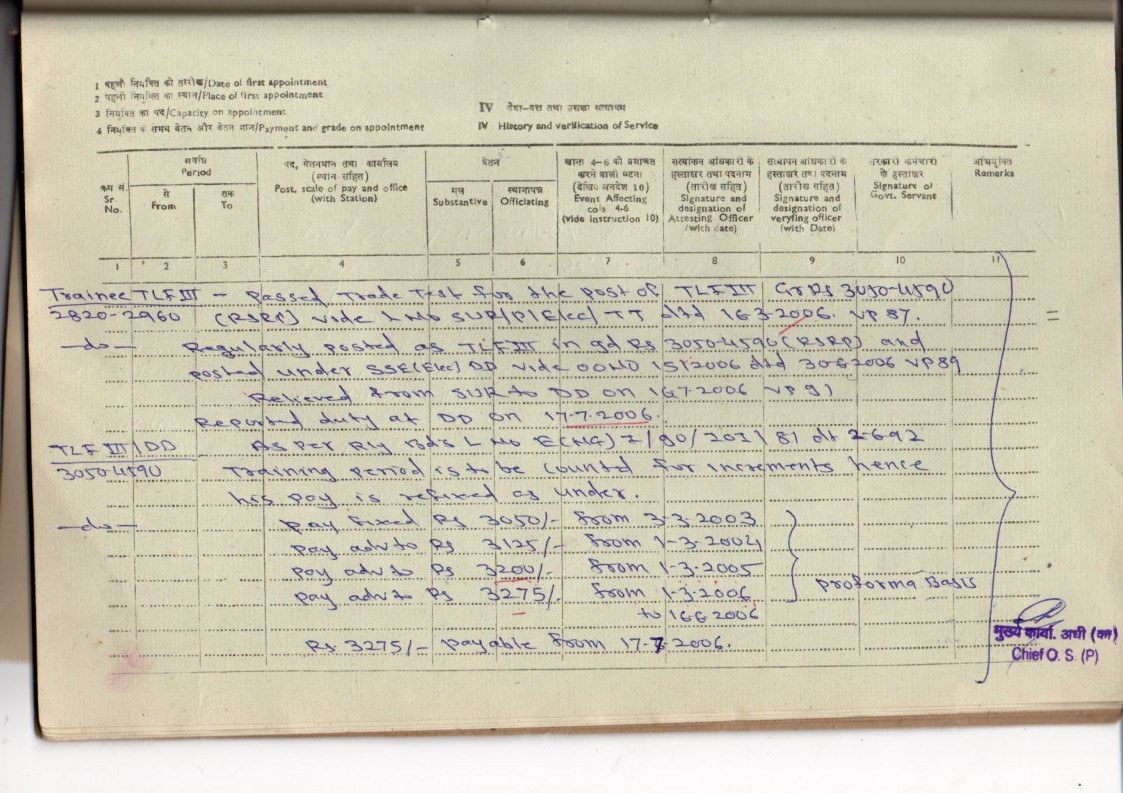 1 पहली नियुक्ति की तारीख/Date of first appointment
2 पहली नियुक्ति का स्थान/Place of first appointment
3 नियुक्ति का पद/Capacity on appointment
4 नियुक्ति के समय वेतन और वेतन मान/Payment and grade on appointment
IV सेवा-वृत्त तथा उसका सत्यापन
IV History and verification of Service
क्रम सं. Sr. No.
अवधि Period
से From
तक To
पद, वेतनमान तथा कार्यालय (स्थान सहित) Post, scale of pay and office (with Station)
वेतन
मूल Substantive
स्थानापन्न Officiating
खाना 4-6 को प्रभावित करने वाली घटना (देखिए अनुदेश 10) Event Affecting cols 4-6 (vide instruction 10)
सत्यापन अधिकारी के हस्ताक्षर तथा पदनाम (तारीख सहित) Signature and designation of Attesting Officer (with date)
सत्यापन अधिकारी के हस्ताक्षर तथा पदनाम (तारीख सहित) Signature and designation of veryfing officer (with Date)
सरकारी कर्मचारी के हस्ताक्षर Signature of Govt. Servant
अभियुक्ति Remarks
1 2 3 4 5 6 7 8 9 10 11
Trainee TLF III - Passed Trade Test for the post of TLF III Gr Rs 3050-4590
2820-2960 (RSRP) vide L No SUR/P/Elec/TT dtd 16 3-2006. VP 87.
-do- Regularly posted as TLF III in gd Rs 3050-4590 (RSRP) and
posted under SSE(Elec) DD vide OONO 151/2006 dtd 30-6 2006 VP 89
Relieved from SUR to DD on 16 7-2006 VP 91
Reported duty at DD on 17-7-2006.
TLF III/DD As Per Rly Bd's L No E(NG) I/90/ dt 2-6 92
3050-4590 Training period is to be countd for increments hence
his pay is refixed as under.
-do- Pay fixed Rs 3050/- from 3-3-2003
Pay adv to Rs 3125/- from 1-3-2004
Pay adv to Rs 3200/- from 1-3-2005
Pay adv to Rs 3275/- from 1-3-2006
Proforma Basis
to 16 6 2006
Rs 3275/- payable from 17-7-2006.
मुख्य कार्या. अधी (का)
Chief O. S. (P)